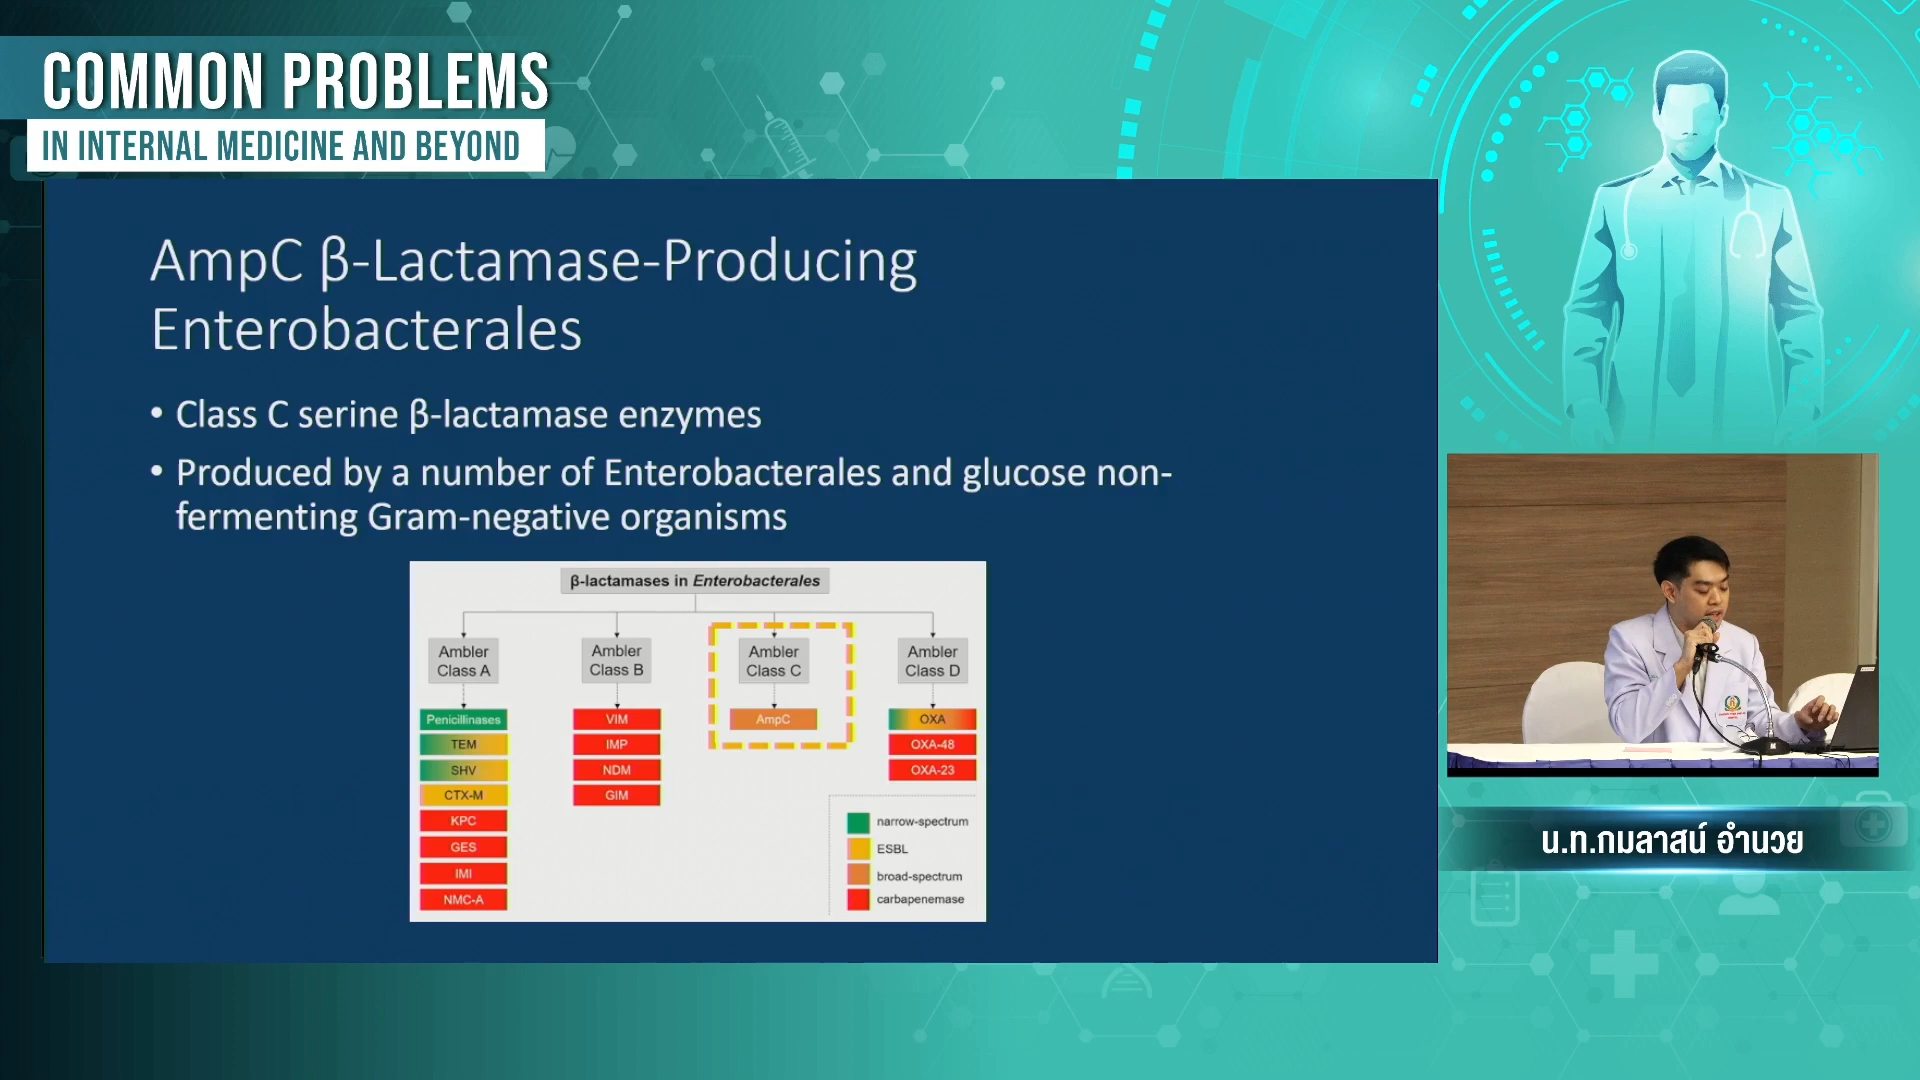 COMMON PROBLEMS
IN INTERNAL MEDICINE AND BEYOND
AmpC β-Lactamase-Producing
Enterobacterales
• Class C serine β-lactamase enzymes
• Produced by a number of Enterobacterales and glucose non-
fermenting Gram-negative organisms
β-lactamases in Enterobacterales
Ambler
Class A
Penicillinases
TEM
SHV
CTX-M
KPC
GES
IMI
NMC-A
Ambler
Class B
VIM
IMP
NDM
GIM
Ambler
Class C
AmpC
Ambler
Class D
OXA
OXA-48
OXA-23
narrow-spectrum
ESBL
broad-spectrum
carbapenemase
น.ท.กมลาสน์ อำนวย